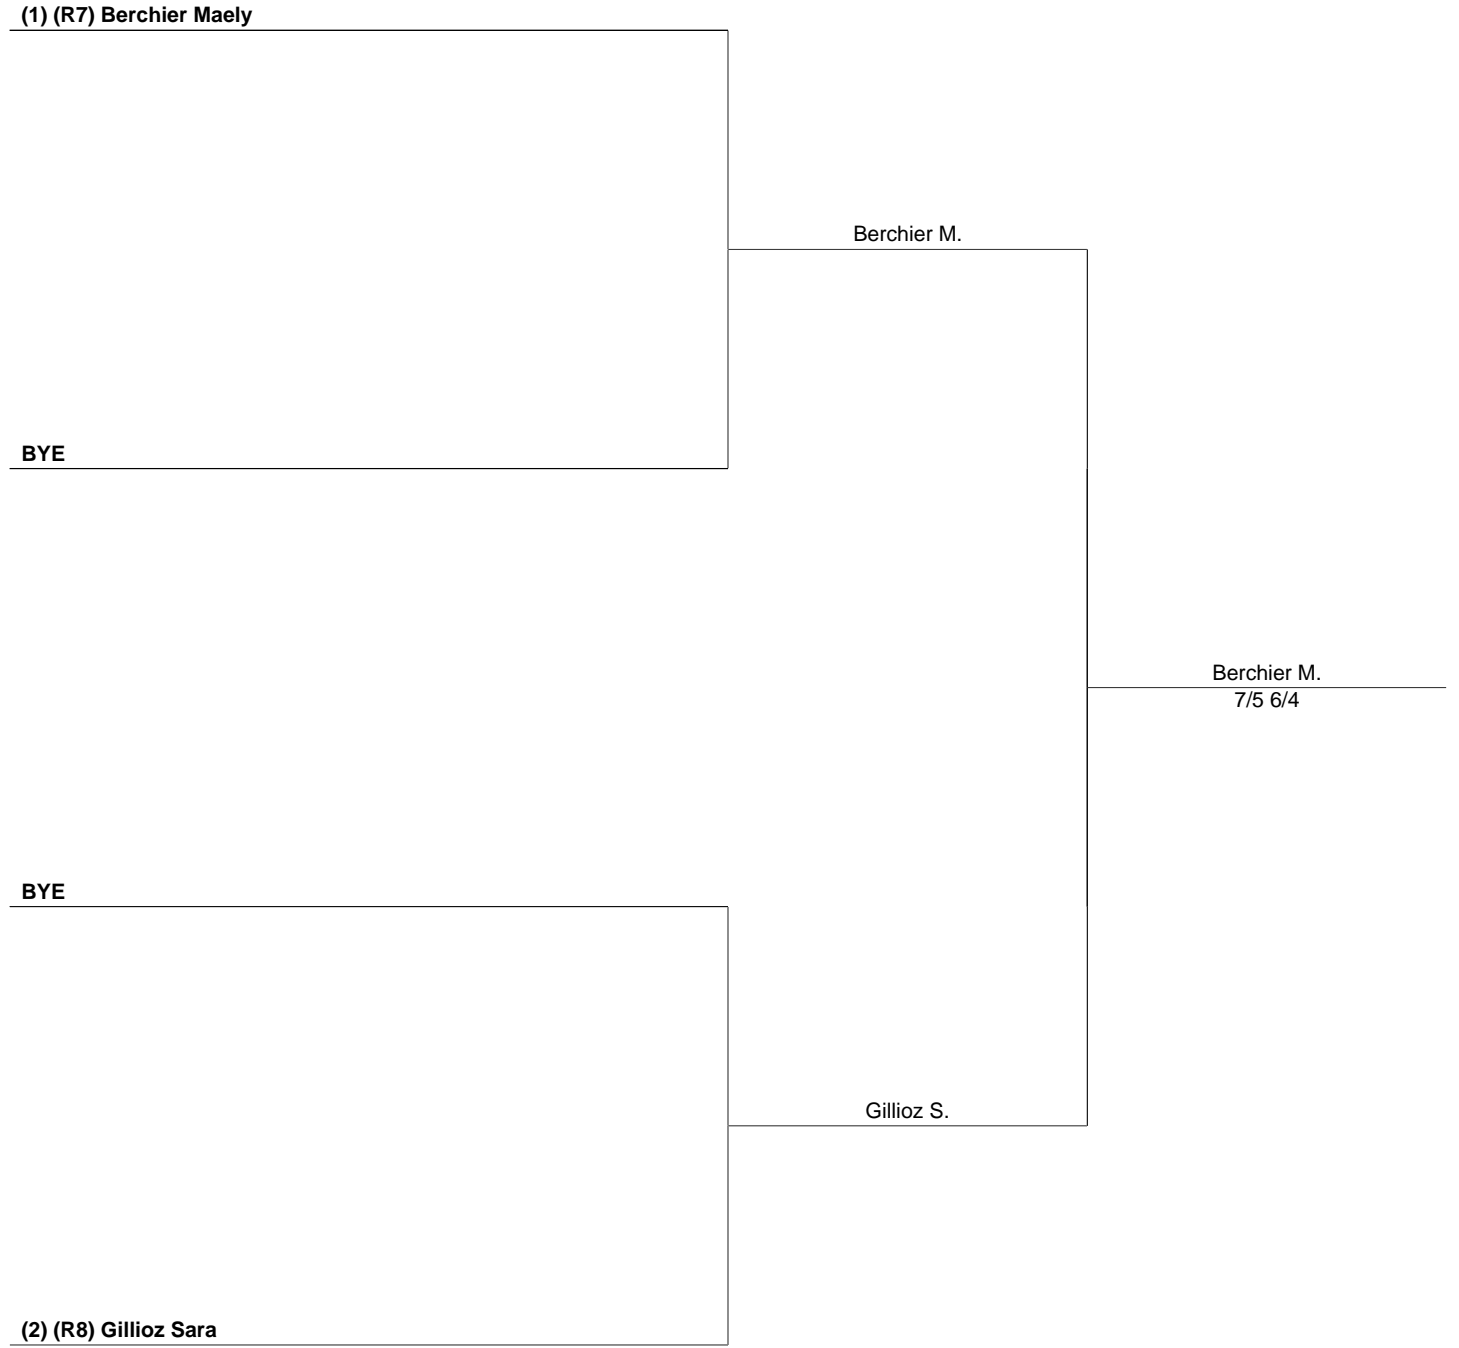 (1) (R7) Berchier Maely
Berchier M.
BYE
Berchier M.
7/5 6/4
BYE
Gillioz S.
(2) (R8) Gillioz Sara